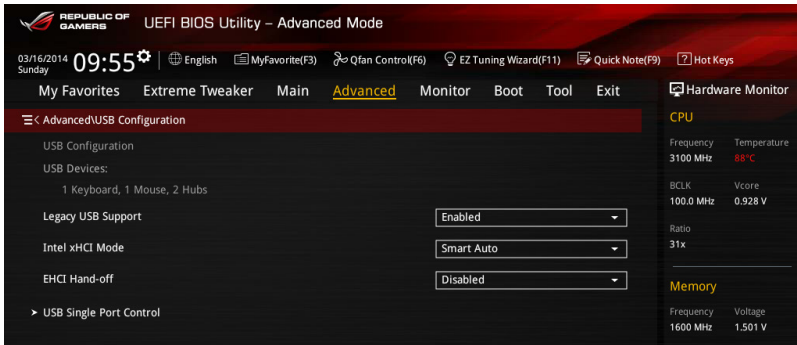 REPUBLIC OF
GAMERS
UEFI BIOS Utility – Advanced Mode
03/16/2014
Sunday
09:55
English
MyFavorite(F3)
Qfan Control(F6)
EZ Tuning Wizard(F11)
Quick Note(F9)
? Hot Keys
My Favorites Extreme Tweaker Main Advanced Monitor Boot Tool Exit
Hardware Monitor
< Advanced\USB Configuration
USB Configuration
USB Devices:
1 Keyboard, 1 Mouse, 2 Hubs
Legacy USB Support Enabled
Intel xHCI Mode Smart Auto
EHCI Hand-off Disabled
> USB Single Port Control
CPU
Frequency Temperature
3100 MHz 88°C
BCLK Vcore
100.0 MHz 0.928 V
Ratio
31x
Memory
Frequency Voltage
1600 MHz 1.501 V